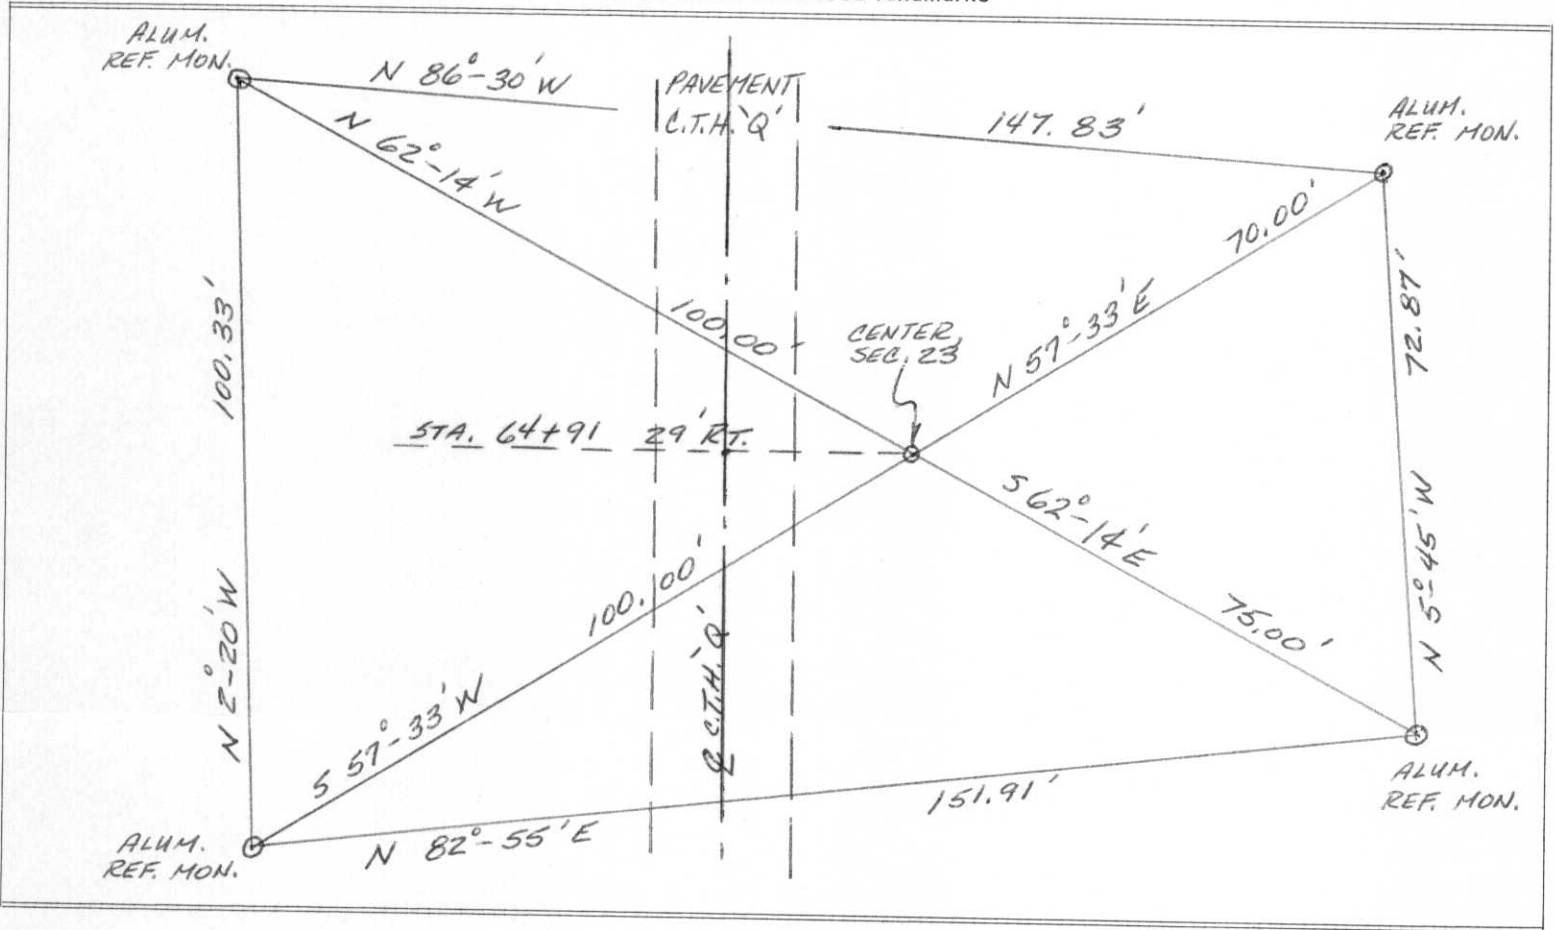 ALUM.
REF. MON.
N 86°-30' W
PAVEMENT
C.T.H. 'Q'
147.83'
ALUM.
REF. MON.
N 62°-14' W
70.00'
100.33'
100.00'
CENTER
SEC. 23
N 57°-33' E
72.87'
STA. 64+91 29' RT.
S 62°-14' E
N 5°-45' W
100.00'
75.00'
N 2°-20' W
S 57°-33' W
℄ C.T.H. 'Q'
151.91'
ALUM.
REF. MON.
N 82°-55' E
ALUM.
REF. MON.